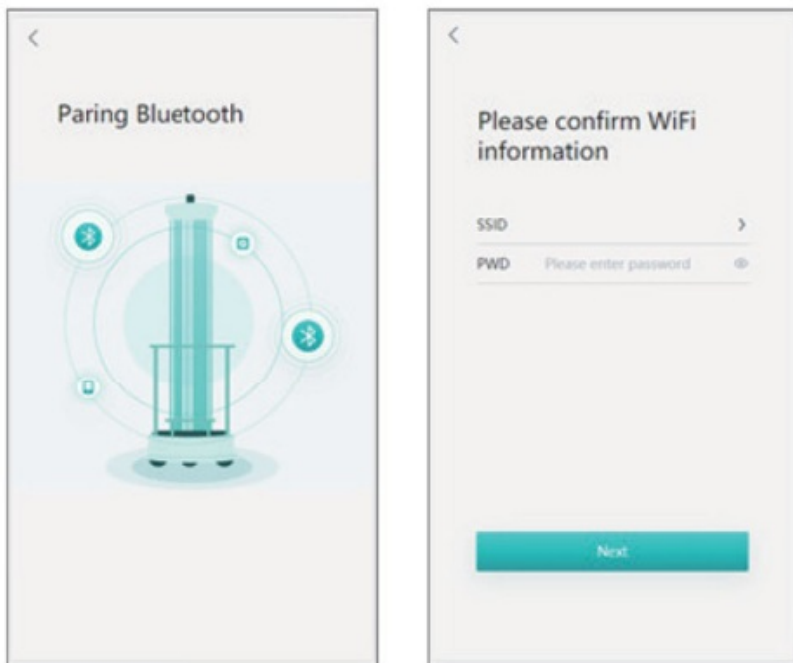 Paring Bluetooth
Please confirm WiFi
information
SSID
PWD Please enter password
Next